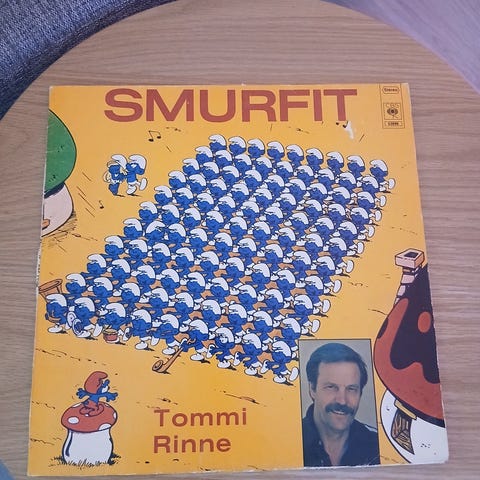 SMURFIT
Stereo
CBS
Tommi
Rinne